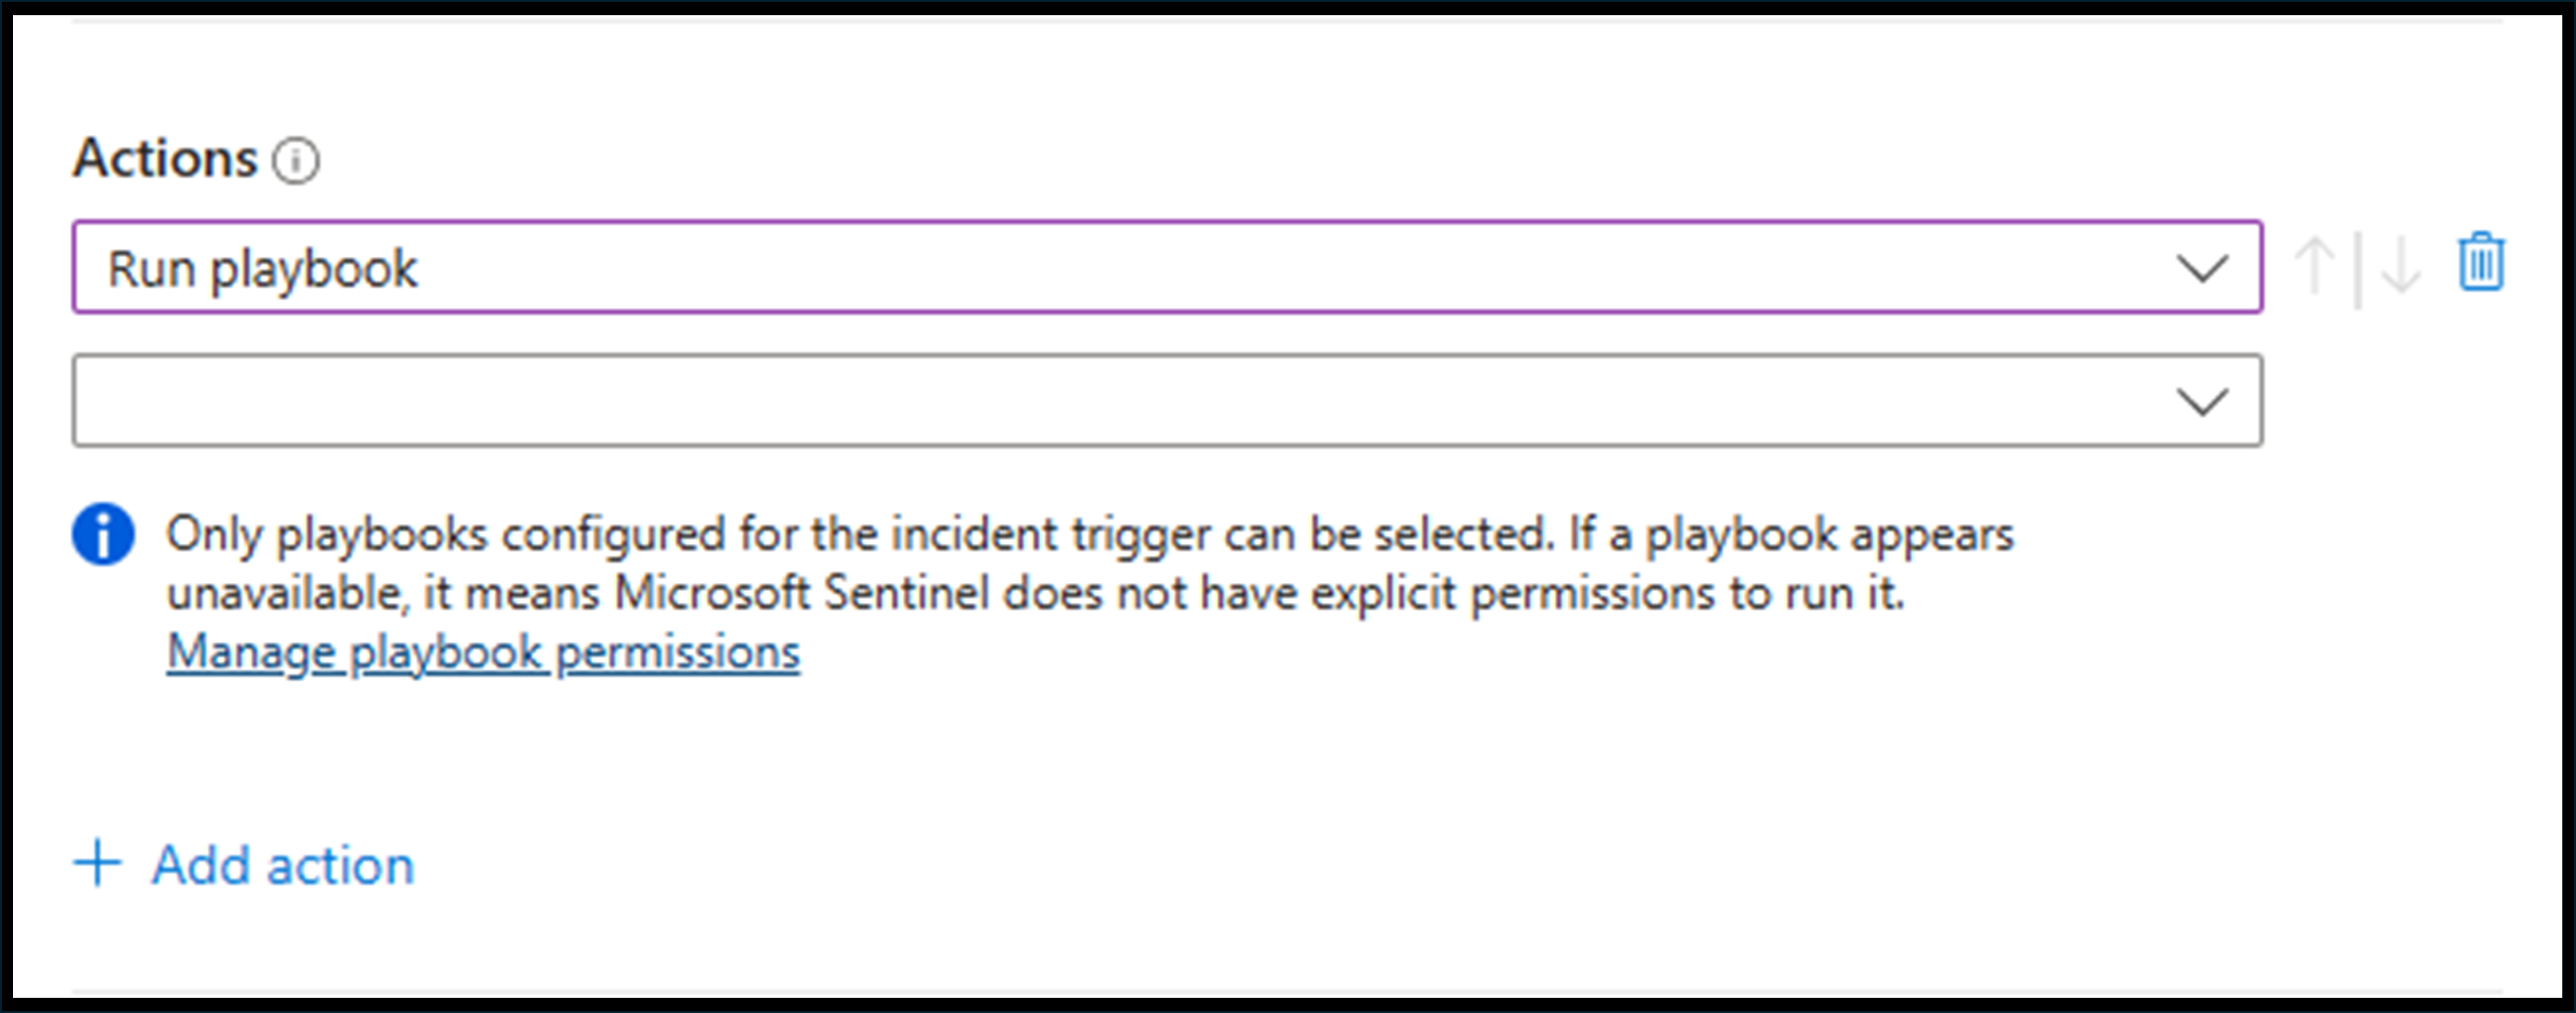 Actions
Run playbook
Only playbooks configured for the incident trigger can be selected. If a playbook appears
unavailable, it means Microsoft Sentinel does not have explicit permissions to run it.
Manage playbook permissions
+ Add action